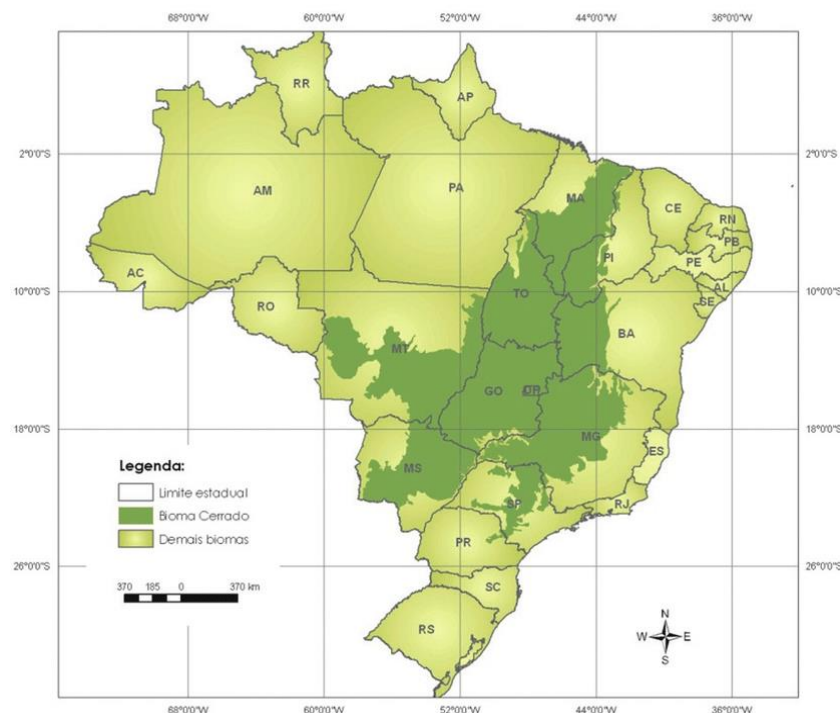 68°0'0"W 60°0'0"W 52°0'0"W 44°0'0"W 36°0'0"W
RR
AP
2°0'0"S 2°0'0"S
AM PA MA CE
RN
PB
PI PE
AC AL
10°0'0"S 10°0'0"S
RO TO SE
BA
MT
GO DF
18°0'0"S 18°0'0"S
MG
ES
MS
Legenda:
Limite estadual
Bioma Cerrado
Demais biomas
SP RJ
PR
26°0'0"S 26°0'0"S
SC
370 185 0 370 km
RS
N
W E
S
68°0'0"W 60°0'0"W 52°0'0"W 44°0'0"W 36°0'0"W